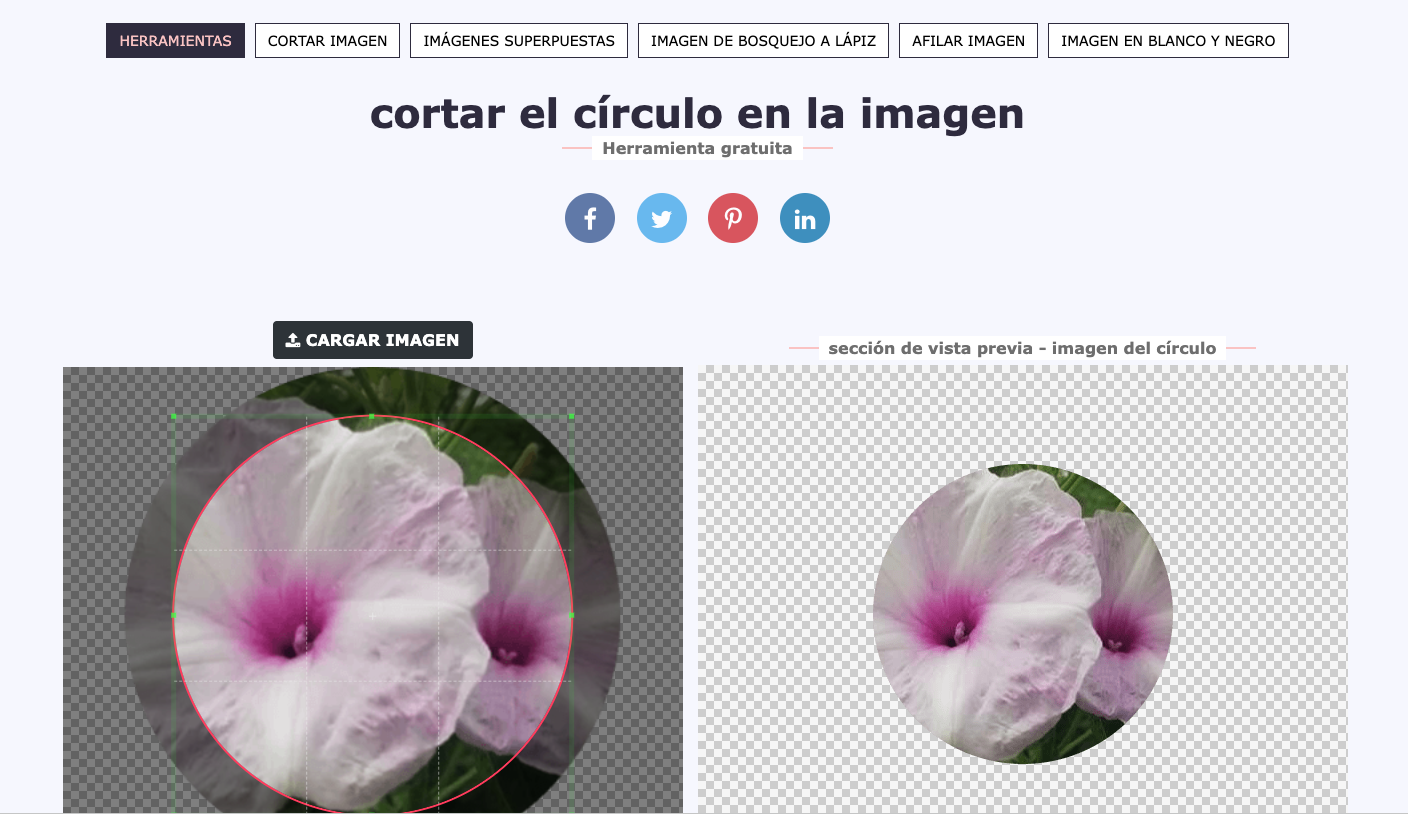 HERRAMIENTAS
CORTAR IMAGEN
IMÁGENES SUPERPUESTAS
IMAGEN DE BOSQUEJO A LÁPIZ
AFILAR IMAGEN
IMAGEN EN BLANCO Y NEGRO
cortar el círculo en la imagen
Herramienta gratuita
CARGAR IMAGEN
sección de vista previa - imagen del círculo